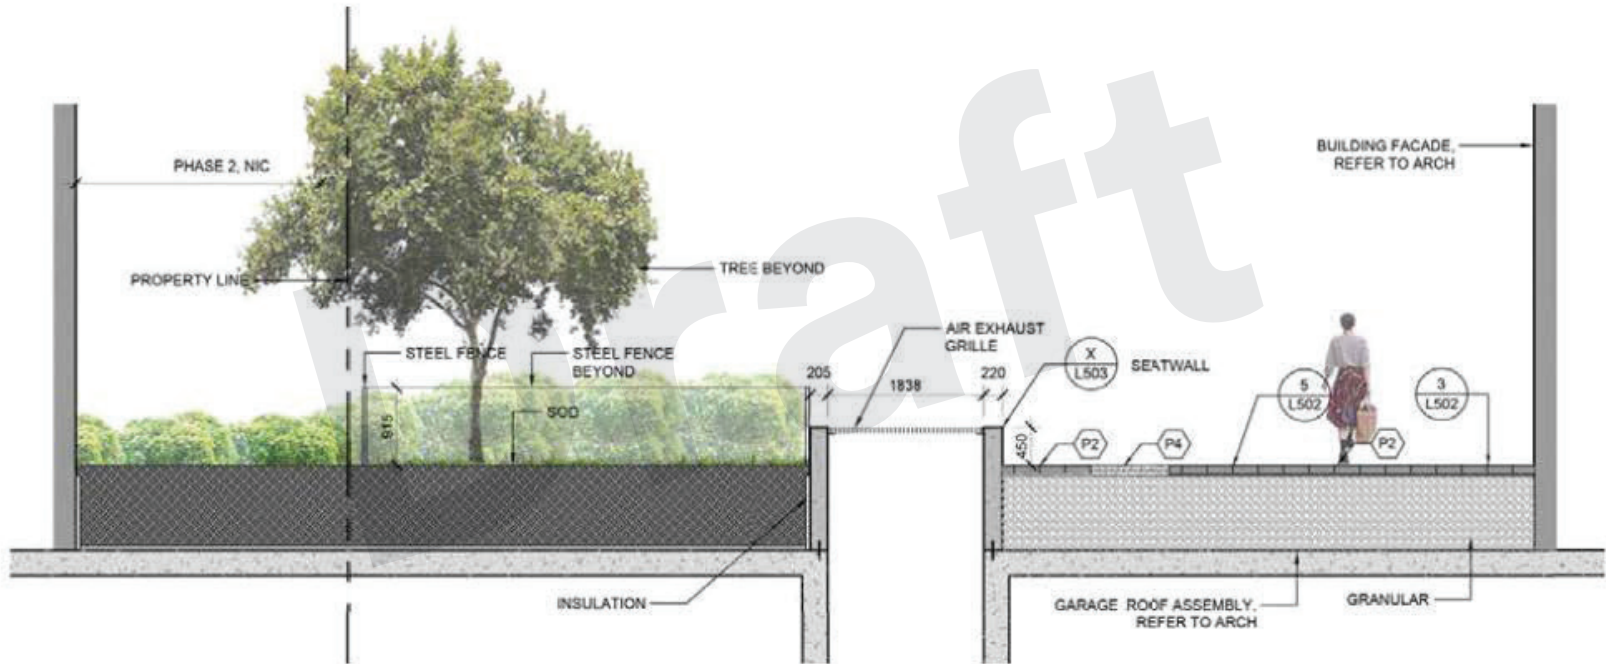 Draft
PHASE 2, NIC
BUILDING FACADE,
REFER TO ARCH
PROPERTY LINE
TREE BEYOND
AIR EXHAUST
GRILLE
STEEL FENCE
STEEL FENCE
BEYOND
205
1838
220
X
L503
SEATWALL
5
L502
3
L502
SOD
915
450
P2
P4
P2
INSULATION
GARAGE ROOF ASSEMBLY.
REFER TO ARCH
GRANULAR